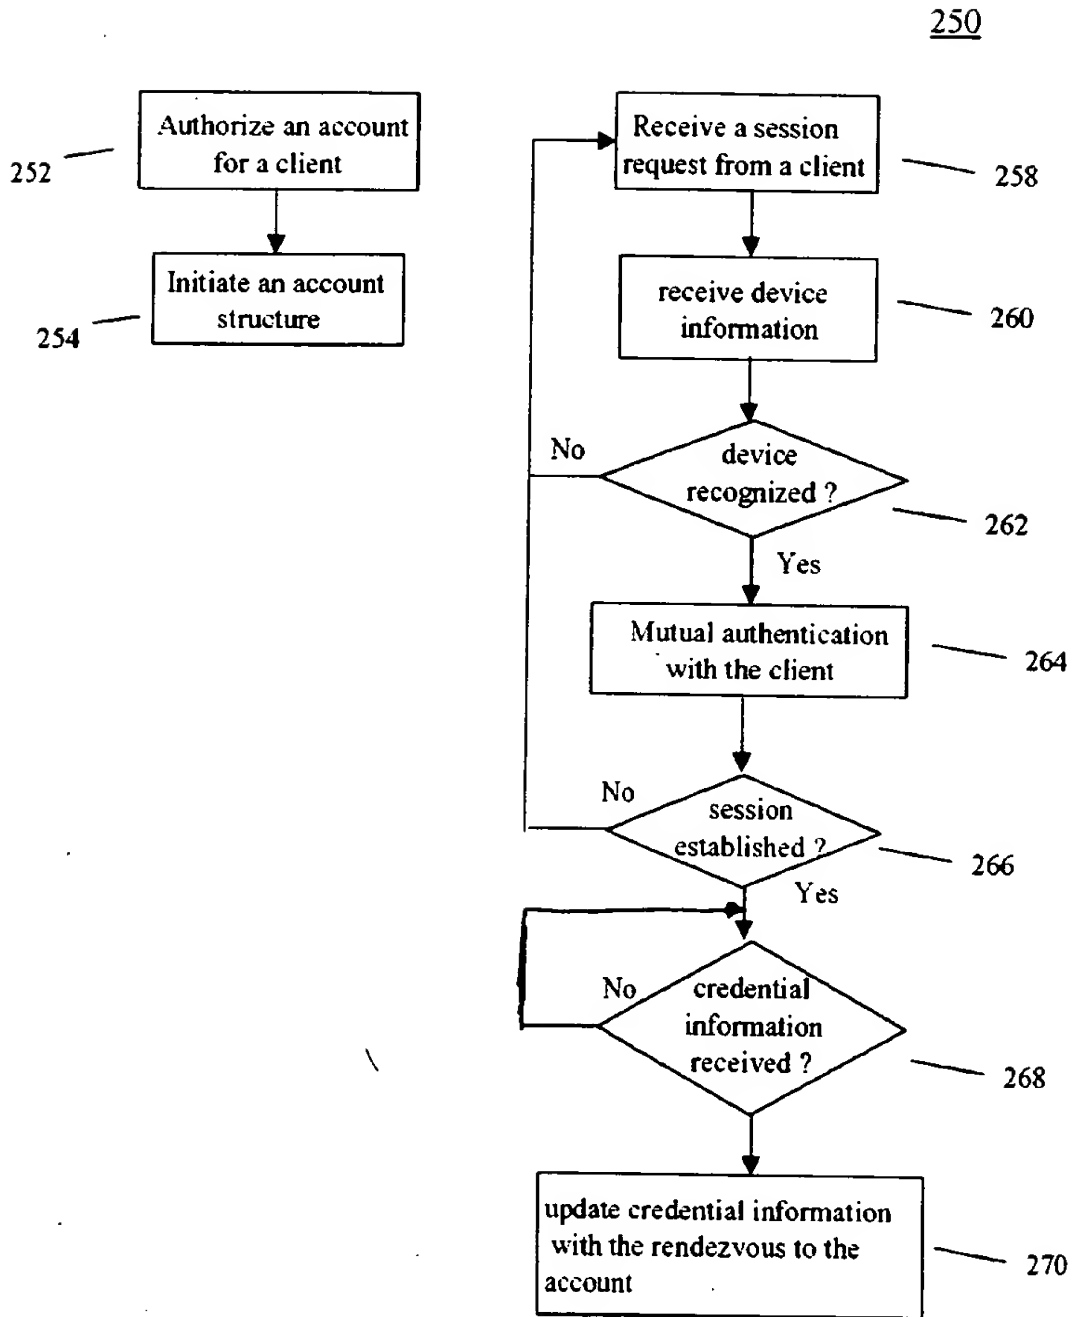 250
Authorize an account
for a client
252
Initiate an account
structure
254
Receive a session
request from a client
258
receive device
information
260
No
device
recognized ?
262
Yes
Mutual authentication
with the client
264
No
session
established ?
266
Yes
No
credential
information
received ?
268
update credential information
with the rendezvous to the
account
270